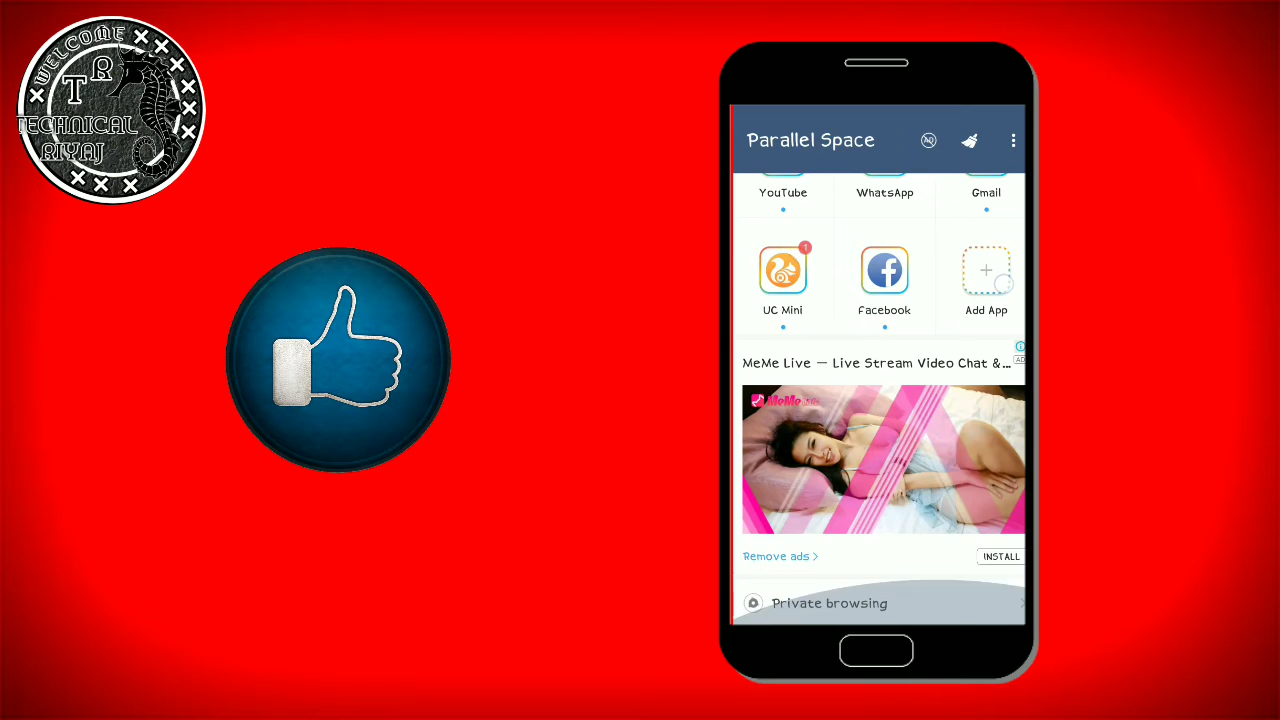 WELCOME
TR
TECHNICAL
RIYAJ
Parallel Space
AD
YouTube
WhatsApp
Gmail
1
UC Mini
Facebook
Add App
MeMe Live — Live Stream Video Chat &...
AD
MeMe
Remove ads >
INSTALL
Private browsing